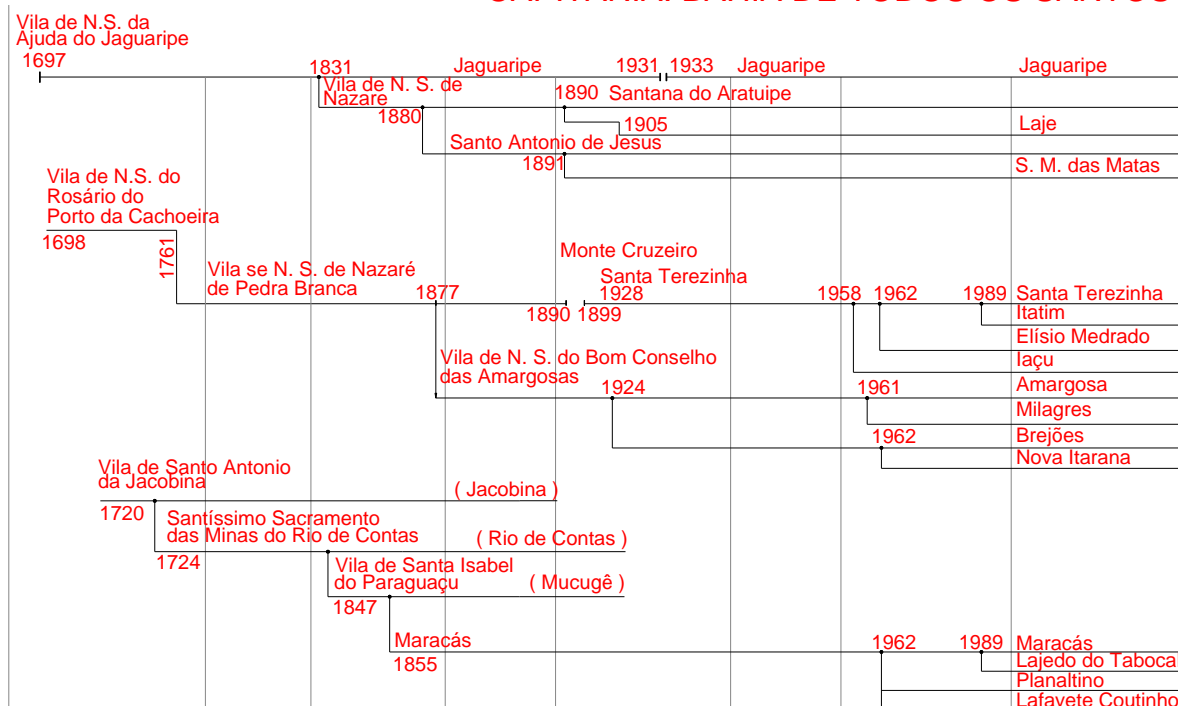 Vila de N.S. da
Ajuda do Jaguaripe
1697
1831
Jaguaripe
1931
1933
Jaguaripe
Jaguaripe
Vila de N. S. de
Nazare
1880
1890
Santana do Aratuipe
1905
Laje
Santo Antonio de Jesus
1891
S. M. das Matas
Vila de N.S. do
Rosário do
Porto da Cachoeira
1698
1761
Vila se N. S. de Nazaré
de Pedra Branca
1877
Monte Cruzeiro
Santa Terezinha
1928
1890
1899
1958
1962
1989
Santa Terezinha
Itatim
Elísio Medrado
Iaçu
Vila de N. S. do Bom Conselho
das Amargosas
1924
1961
Amargosa
Milagres
1962
Brejões
Nova Itarana
Vila de Santo Antonio
da Jacobina
( Jacobina )
1720
Santíssimo Sacramento
das Minas do Rio de Contas
( Rio de Contas )
1724
Vila de Santa Isabel
do Paraguaçu
( Mucugê )
1847
Maracás
1855
1962
1989
Maracás
Lajedo do Tabocal
Planaltino
Lafayete Coutinho